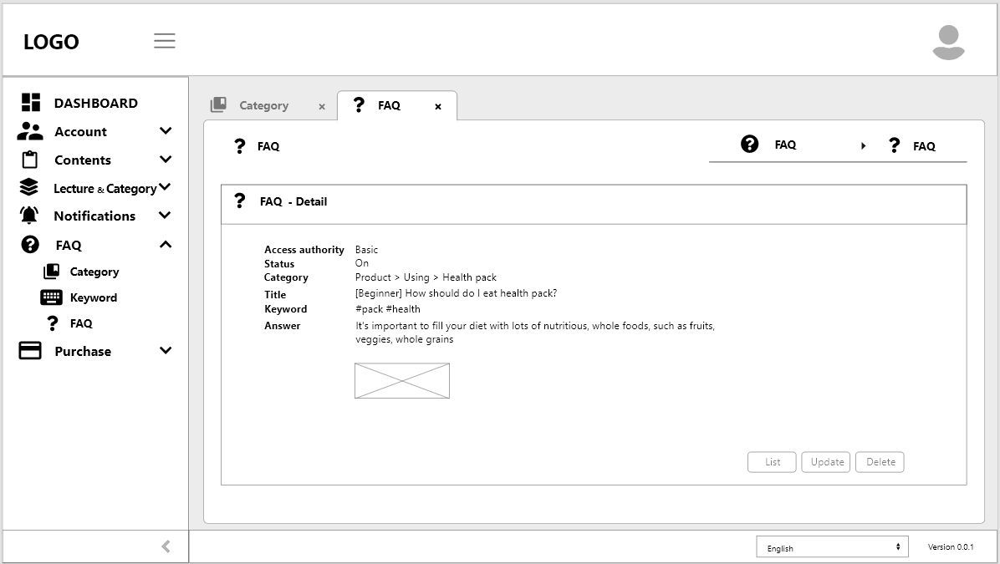 LOGO
DASHBOARD
Account
Contents
Lecture & Category
Notifications
FAQ
Category
Keyword
FAQ
Purchase
Category ×
FAQ ×
FAQ
FAQ FAQ
FAQ - Detail
Access authority Basic
Status On
Category Product > Using > Health pack
Title [Beginner] How should do I eat health pack?
Keyword #pack #health
Answer It's important to fill your diet with lots of nutritious, whole foods, such as fruits,
veggies, whole grains
List Update Delete
English Version 0.0.1